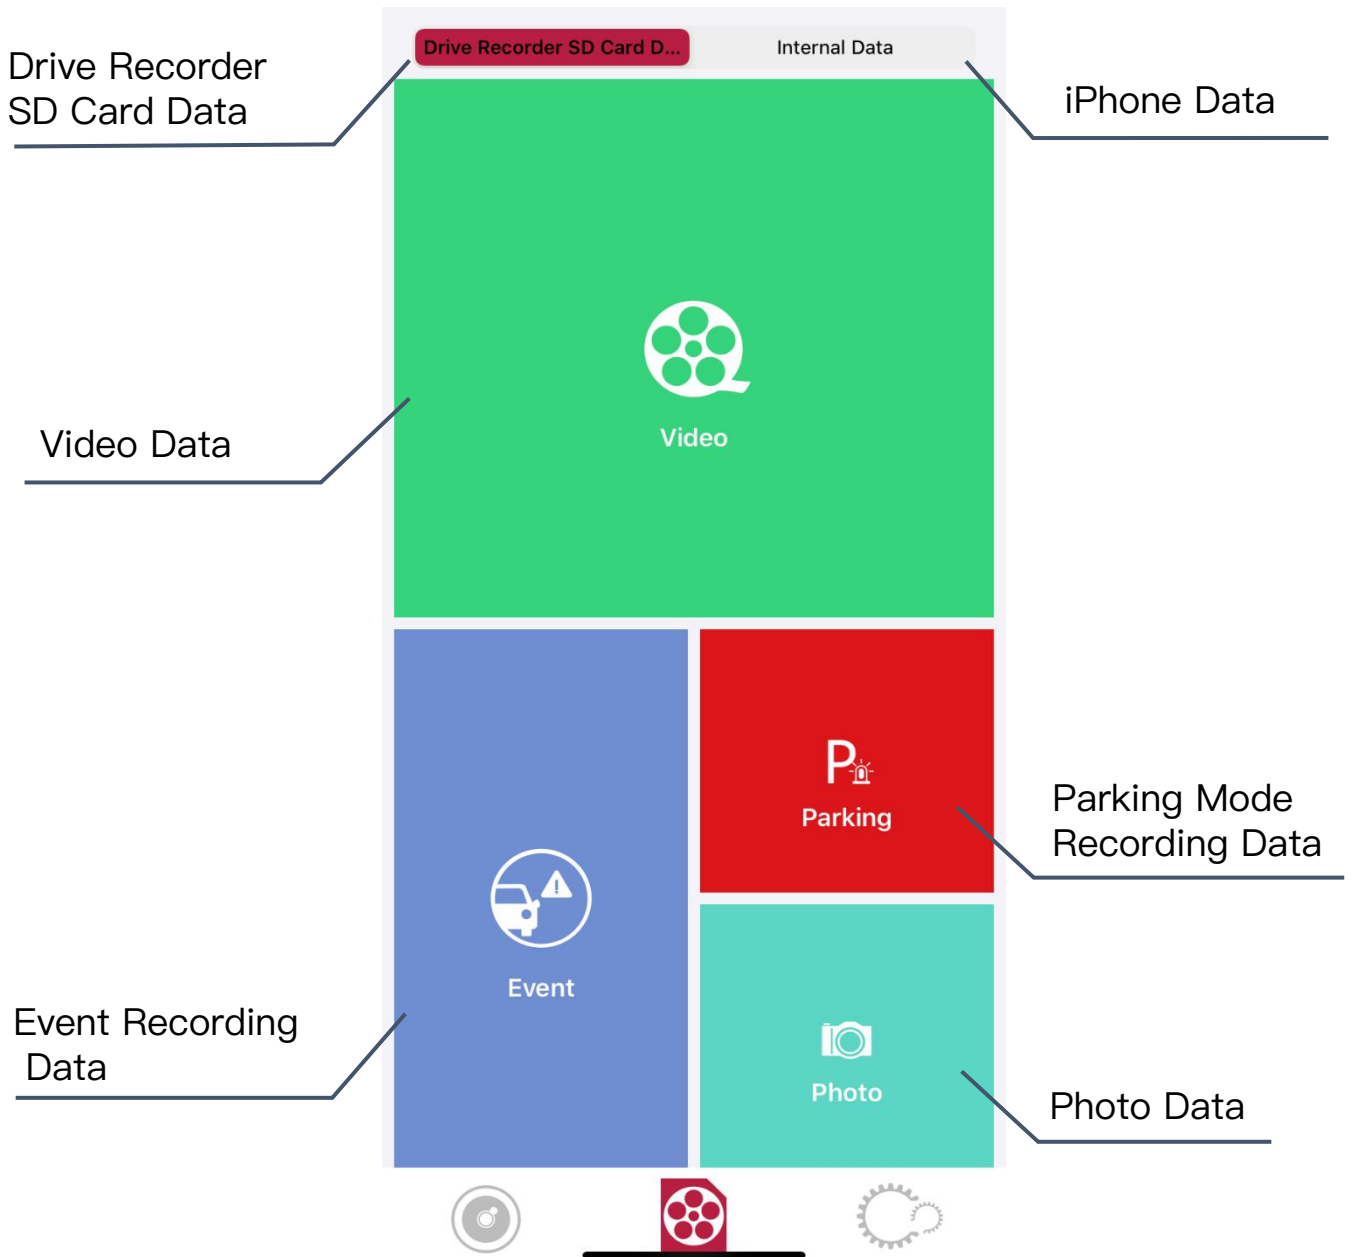 Drive Recorder SD Card D...
Internal Data
Drive Recorder
SD Card Data
iPhone Data
Video Data
Video
P
Parking
Parking Mode
Recording Data
Event
Event Recording
Data
Photo
Photo Data